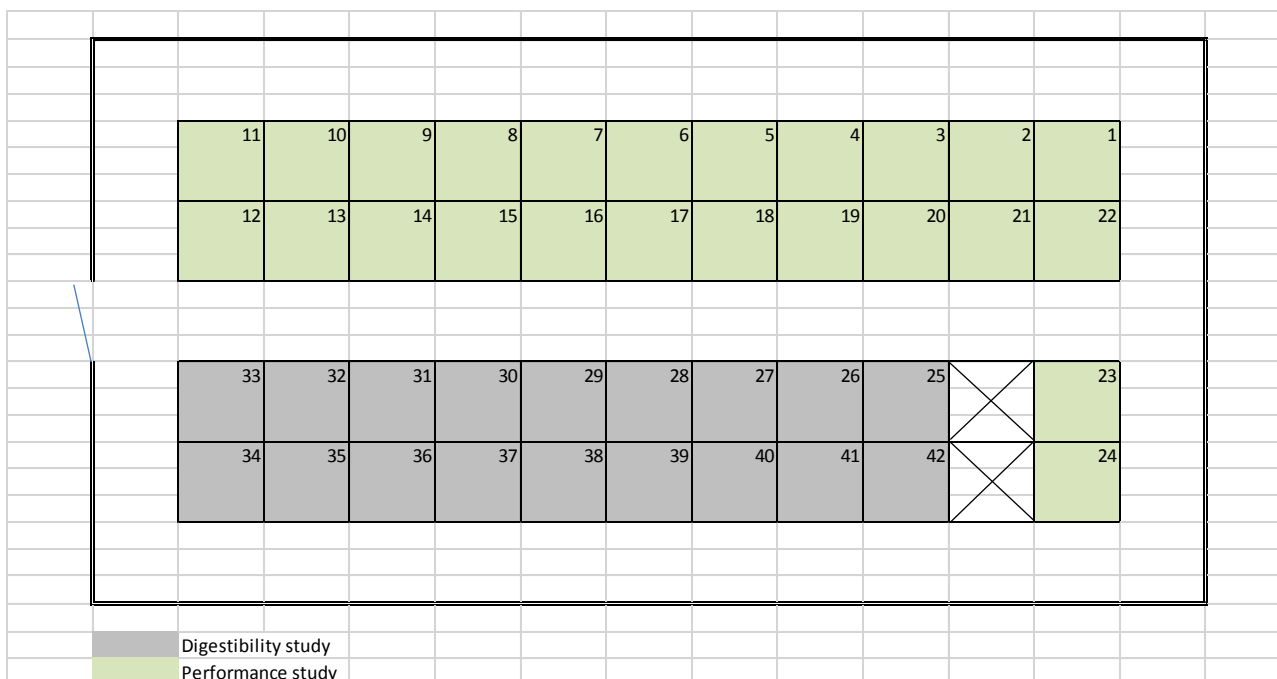 11 10 9 8 7 6 5 4 3 2 1
12 13 14 15 16 17 18 19 20 21 22
33 32 31 30 29 28 27 26 25 23
34 35 36 37 38 39 40 41 42 24
Digestibility study
Performance study